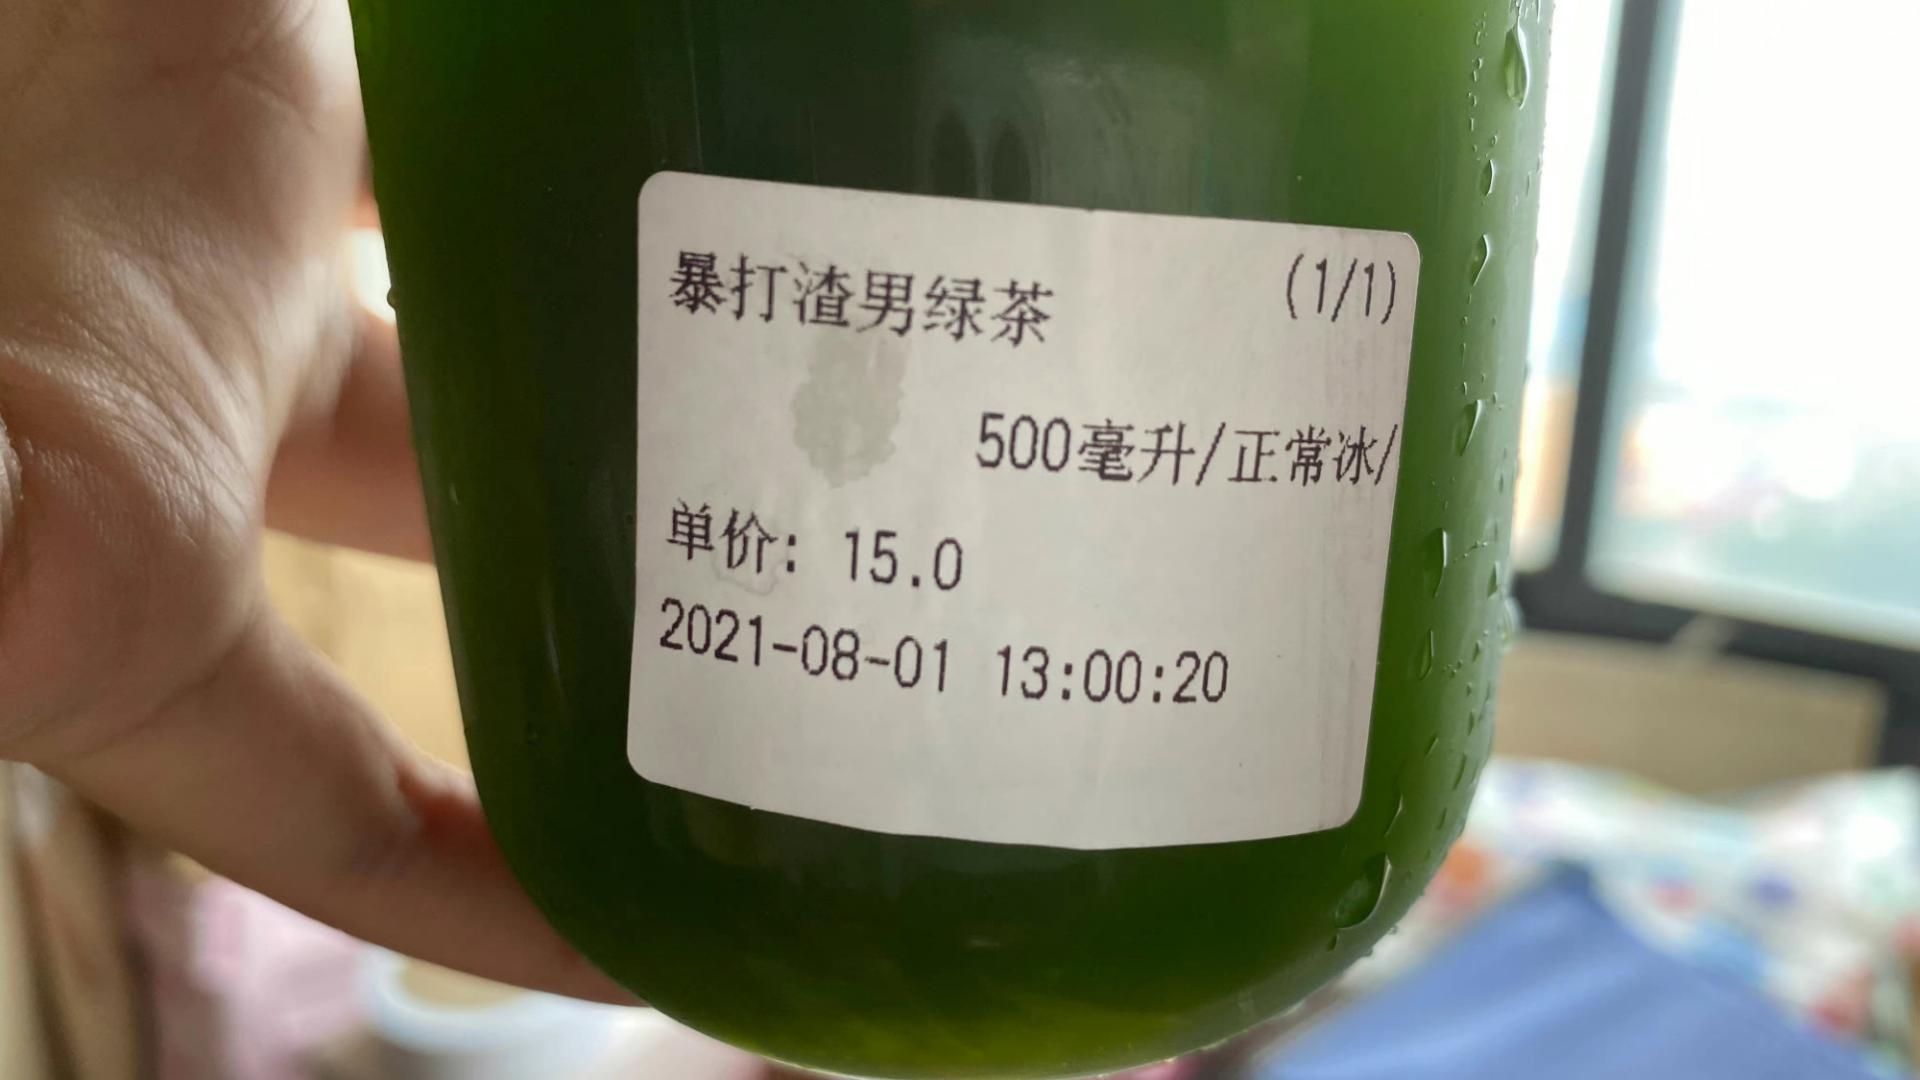 暴打渣男绿茶 (1/1)
500毫升/正常冰/
单价: 15.0
2021-08-01 13:00:20